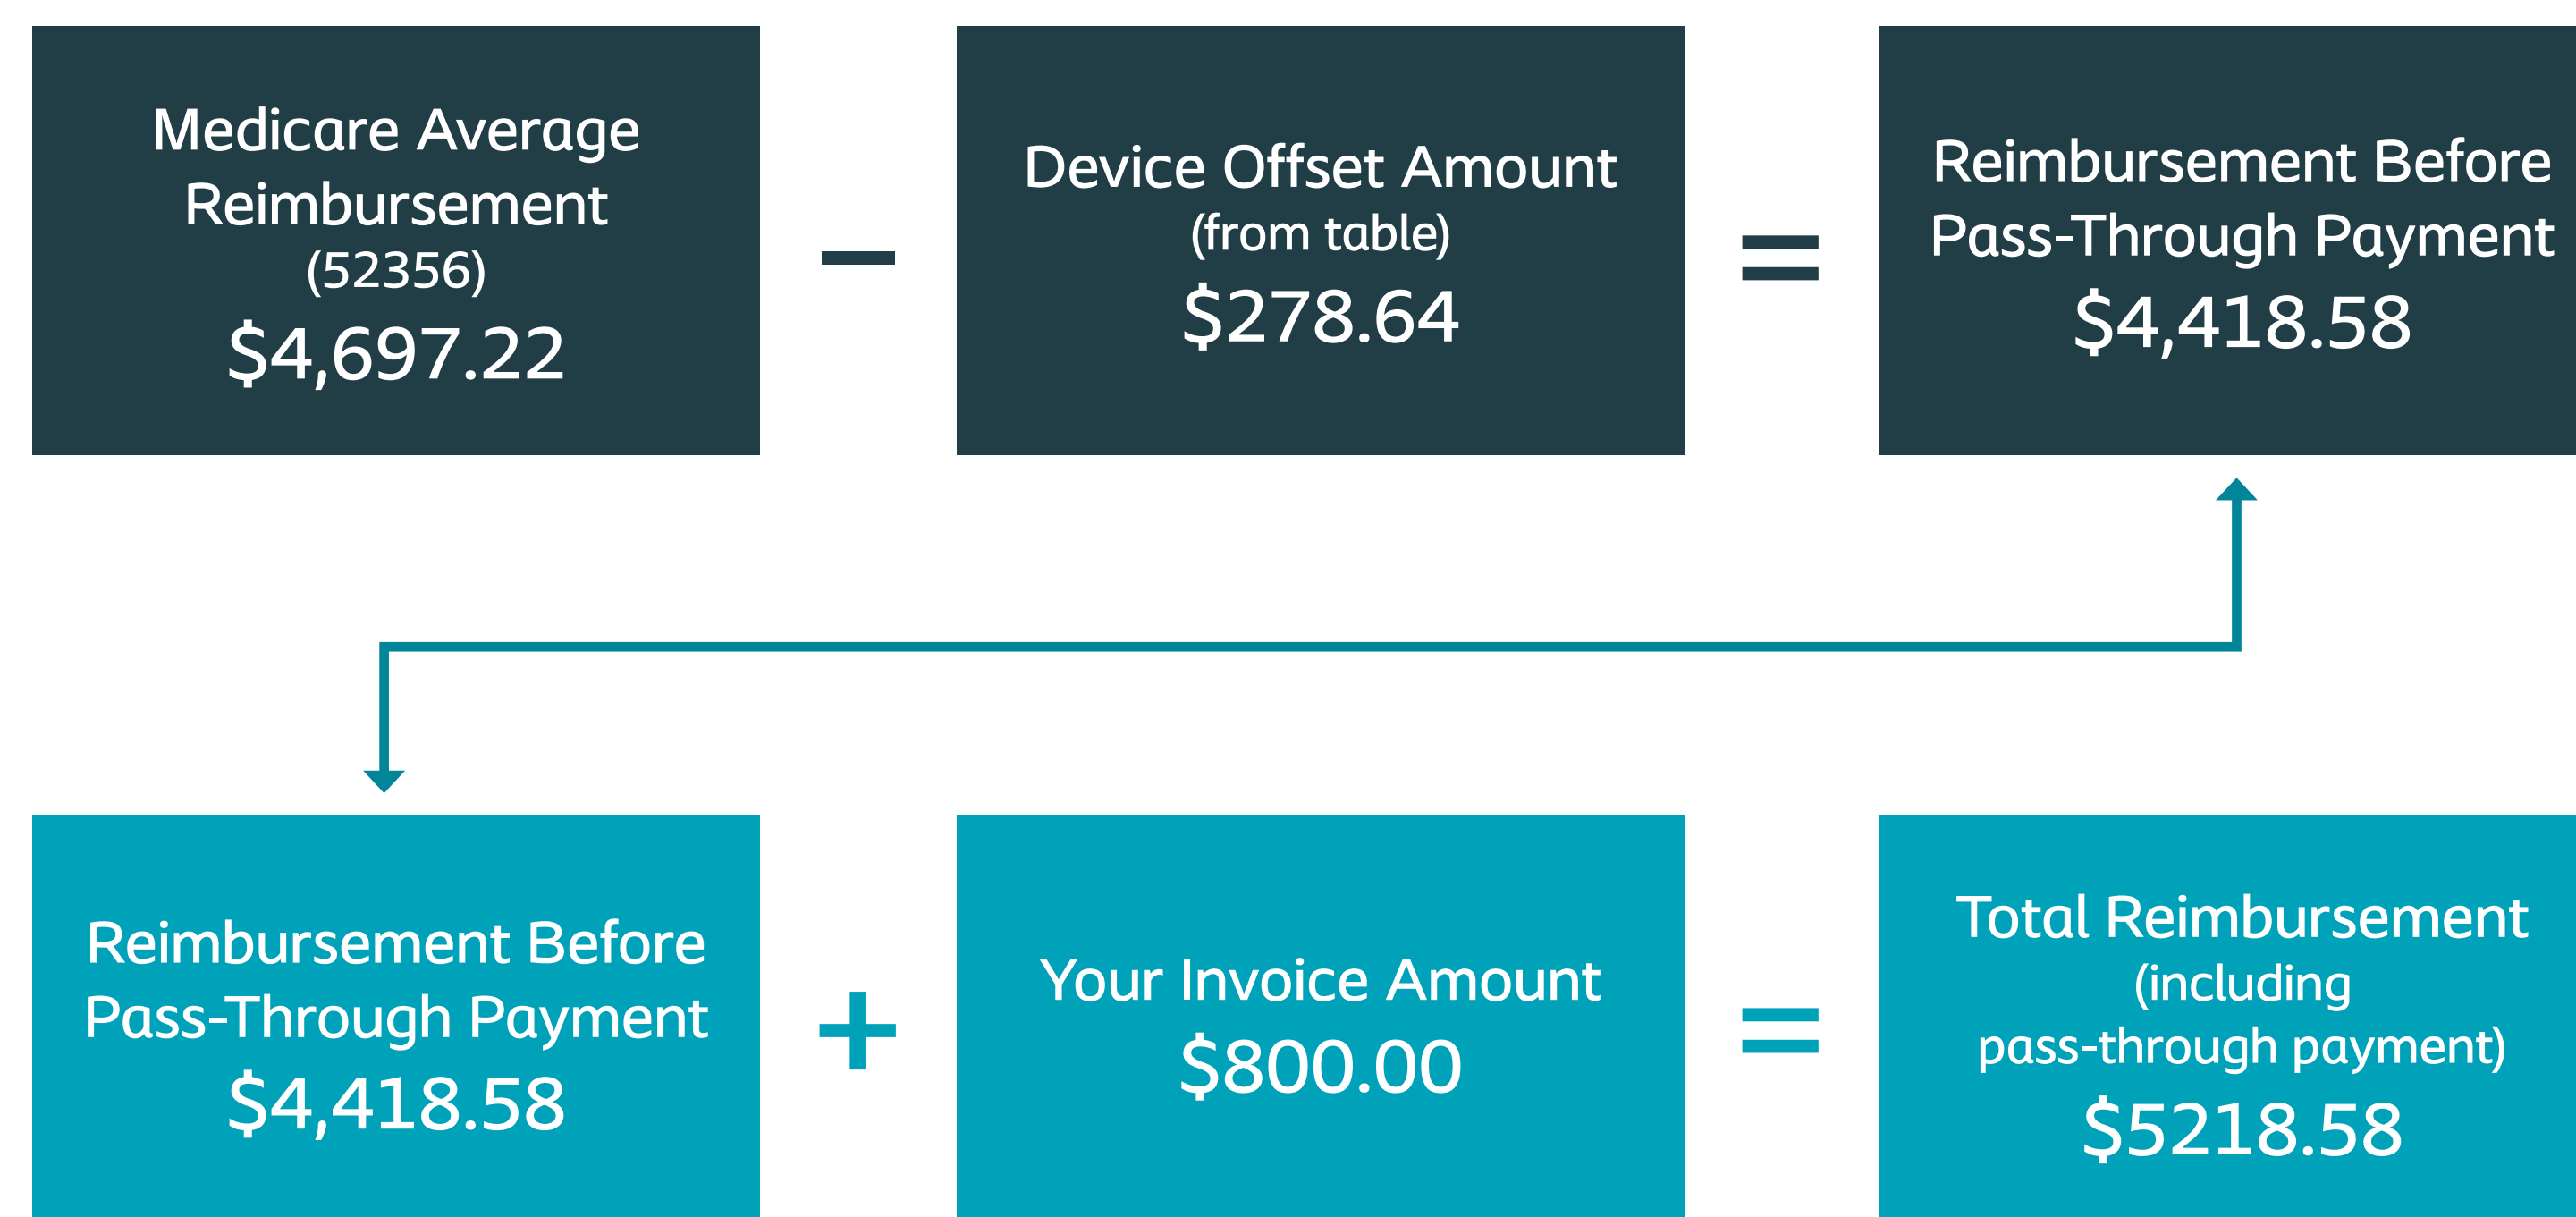 Medicare Average
Reimbursement
(52356)
$4,697.22
−
Device Offset Amount
(from table)
$278.64
=
Reimbursement Before
Pass-Through Payment
$4,418.58
Reimbursement Before
Pass-Through Payment
$4,418.58
+
Your Invoice Amount
$800.00
=
Total Reimbursement
(including
pass-through payment)
$5218.58